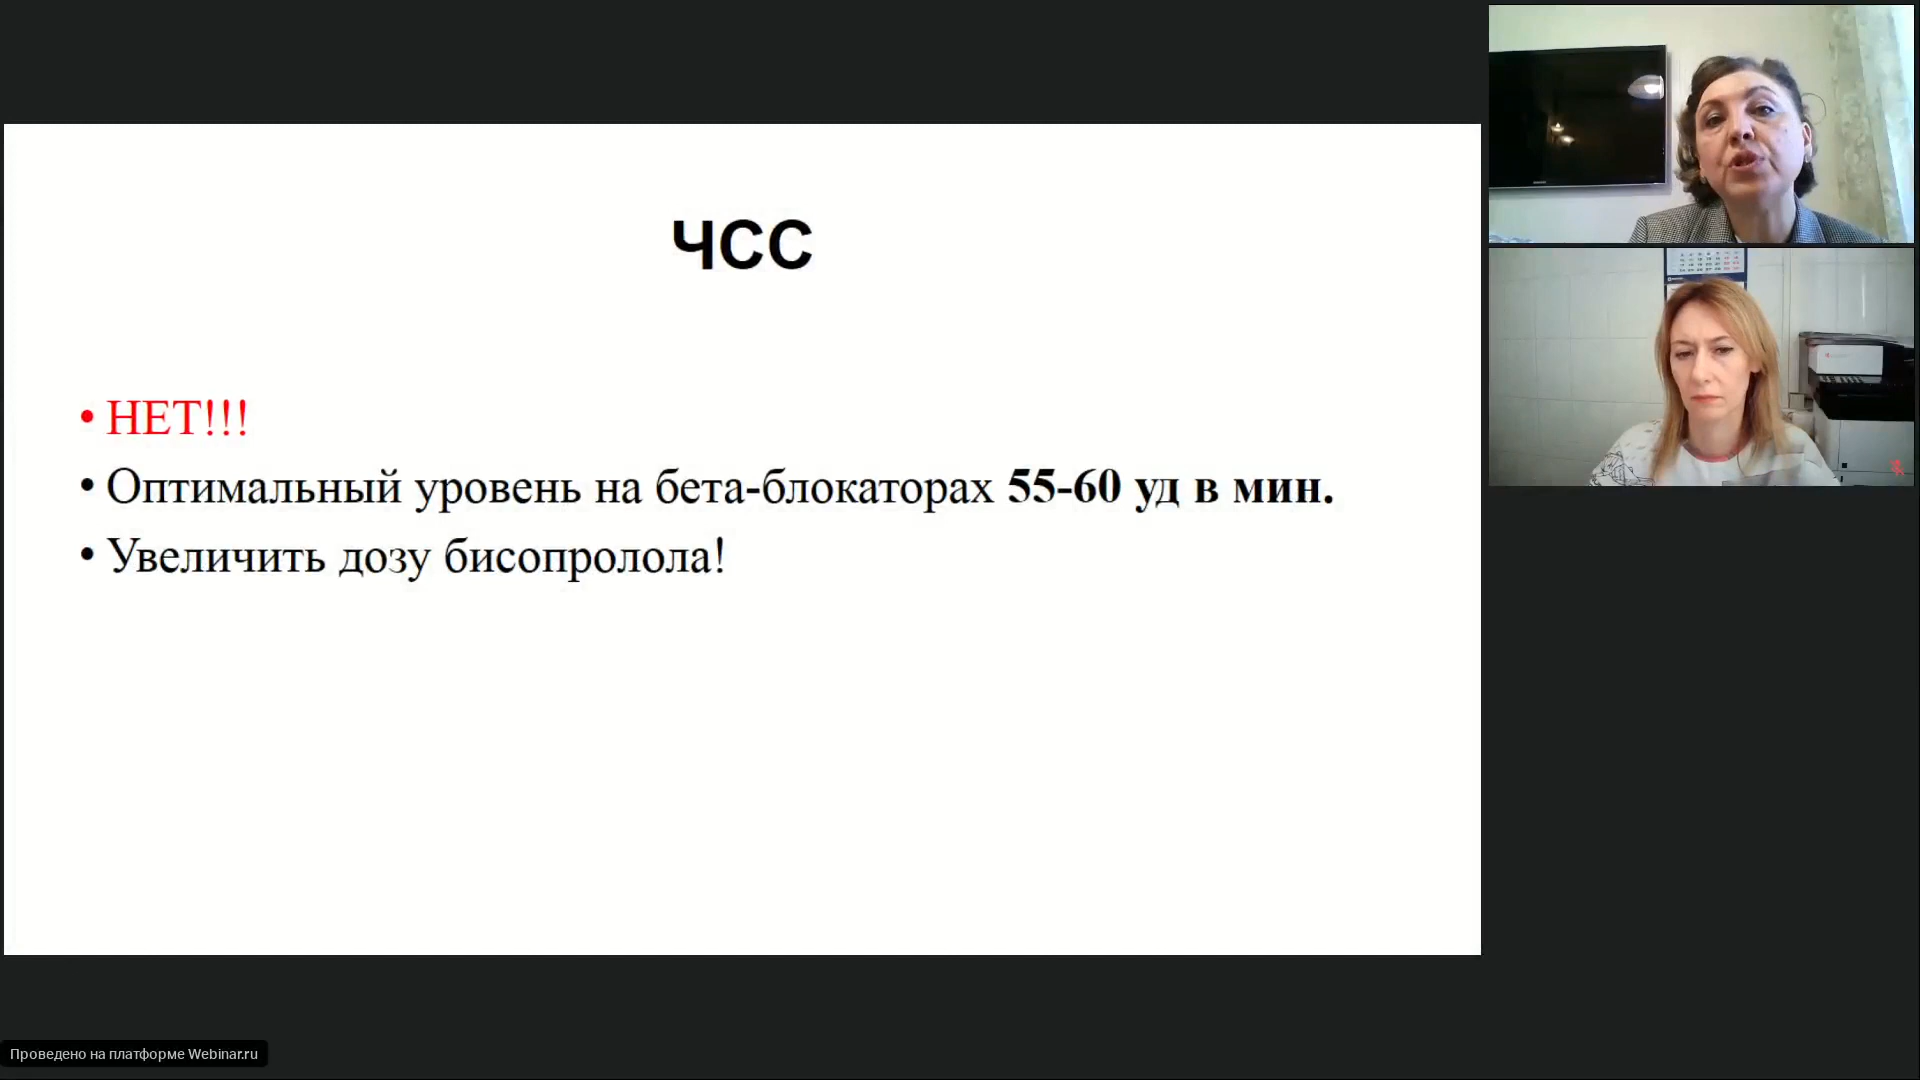 ЧСС
• НЕТ!!!
• Оптимальный уровень на бета-блокаторах 55-60 уд в мин.
• Увеличить дозу бисопролола!
Проведено на платформе Webinar.ru